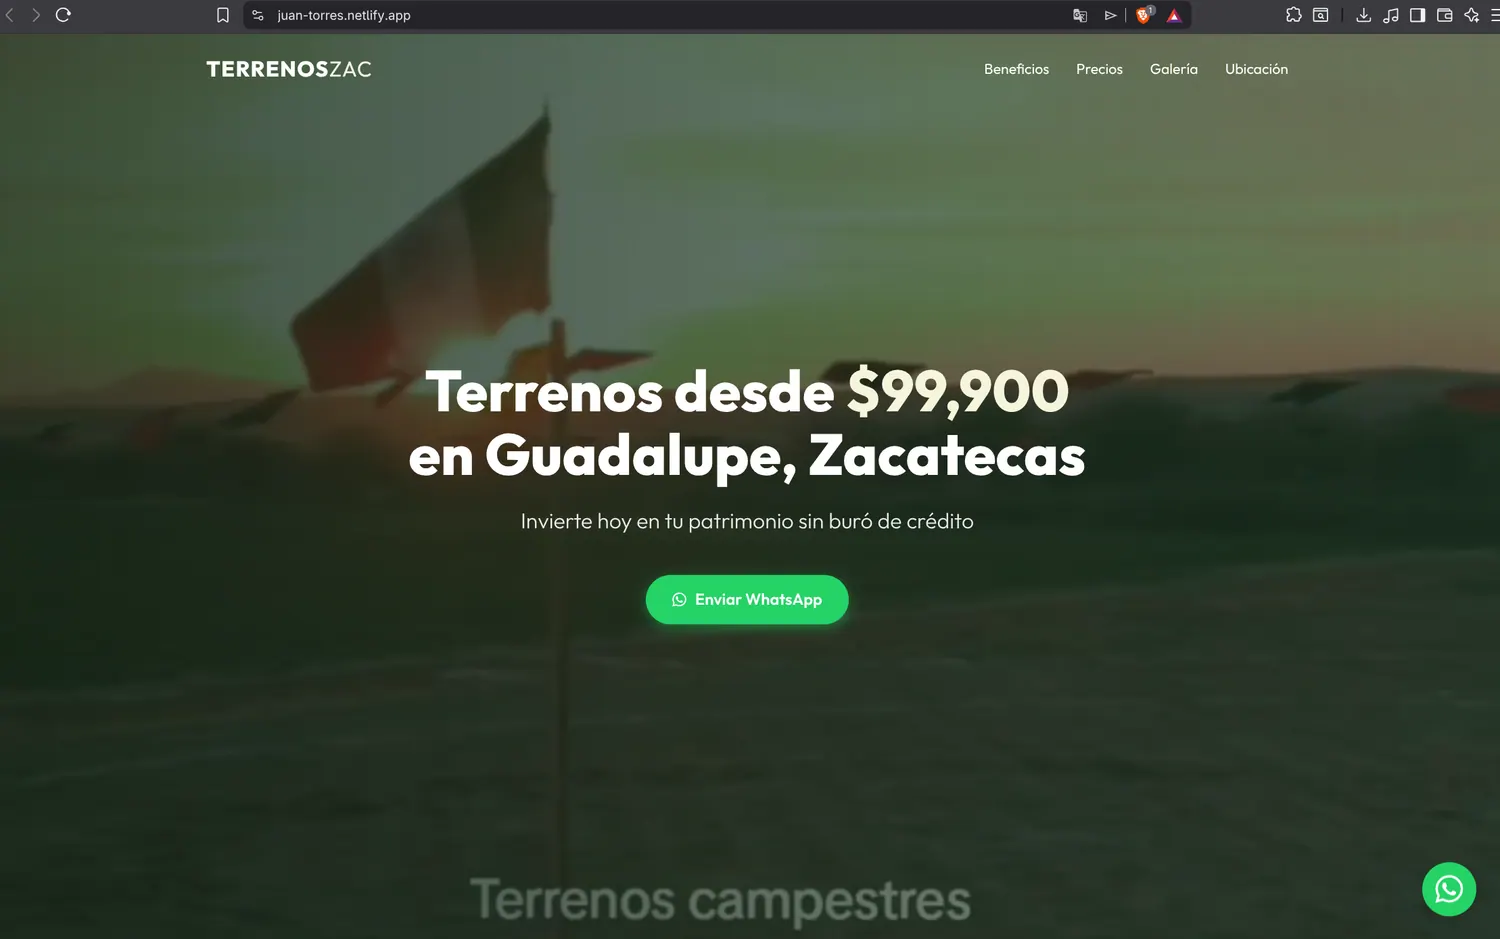 juan-torres.netlify.app
1
TERRENOSZAC
Beneficios
Precios
Galería
Ubicación
Terrenos desde $99,900
en Guadalupe, Zacatecas
Invierte hoy en tu patrimonio sin buró de crédito
Enviar WhatsApp
Terrenos campestres